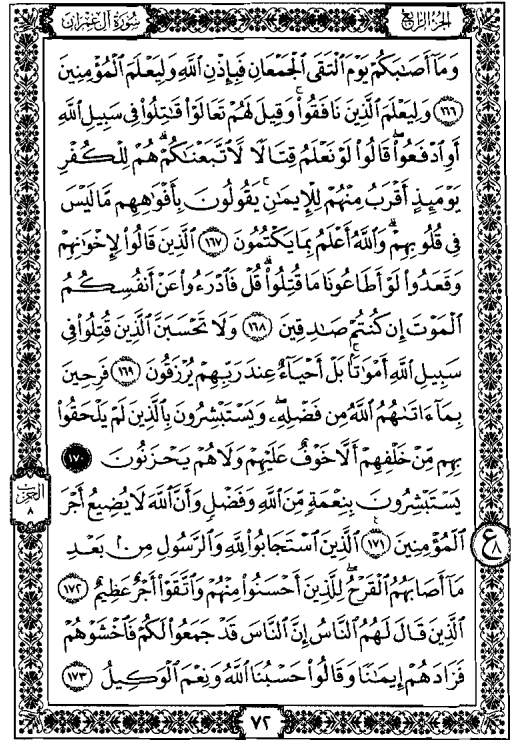 الجزء الرابع
سورة آل عمران
وَمَآ أَصَٰبَكُمْ يَوْمَ ٱلْتَقَى ٱلْجَمْعَانِ فَبِإِذْنِ ٱللَّهِ وَلِيَعْلَمَ ٱلْمُؤْمِنِينَ
١٦٦ وَلِيَعْلَمَ ٱلَّذِينَ نَافَقُوا۟ۚ وَقِيلَ لَهُمْ تَعَالَوْا۟ قَٰتِلُوا۟ فِى سَبِيلِ ٱللَّهِ
أَوِ ٱدْفَعُوا۟ۖ قَالُوا۟ لَوْ نَعْلَمُ قِتَالًا لَّٱتَّبَعْنَٰكُمْۗ هُمْ لِلْكُفْرِ
يَوْمَئِذٍ أَقْرَبُ مِنْهُمْ لِلْإِيمَٰنِۚ يَقُولُونَ بِأَفْوَٰهِهِم مَّا لَيْسَ
فِى قُلُوبِهِمْۗ وَٱللَّهُ أَعْلَمُ بِمَا يَكْتُمُونَ ١٦٧ ٱلَّذِينَ قَالُوا۟ لِإِخْوَٰنِهِمْ
وَقَعَدُوا۟ لَوْ أَطَاعُونَا مَا قُتِلُوا۟ۗ قُلْ فَٱدْرَءُوا۟ عَنْ أَنفُسِكُمُ
ٱلْمَوْتَ إِن كُنتُمْ صَٰدِقِينَ ١٦٨ وَلَا تَحْسَبَنَّ ٱلَّذِينَ قُتِلُوا۟ فِى
سَبِيلِ ٱللَّهِ أَمْوَٰتًۢاۚ بَلْ أَحْيَآءٌ عِندَ رَبِّهِمْ يُرْزَقُونَ ١٦٩ فَرِحِينَ
بِمَآ ءَاتَىٰهُمُ ٱللَّهُ مِن فَضْلِهِۦ وَيَسْتَبْشِرُونَ بِٱلَّذِينَ لَمْ يَلْحَقُوا۟
بِهِم مِّنْ خَلْفِهِمْ أَلَّا خَوْفٌ عَلَيْهِمْ وَلَا هُمْ يَحْزَنُونَ ١٧٠
يَسْتَبْشِرُونَ بِنِعْمَةٍ مِّنَ ٱللَّهِ وَفَضْلٍ وَأَنَّ ٱللَّهَ لَا يُضِيعُ أَجْرَ
ٱلْمُؤْمِنِينَ ١٧١ ٱلَّذِينَ ٱسْتَجَابُوا۟ لِلَّهِ وَٱلرَّسُولِ مِنۢ بَعْدِ
مَآ أَصَابَهُمُ ٱلْقَرْحُۚ لِلَّذِينَ أَحْسَنُوا۟ مِنْهُمْ وَٱتَّقَوْا۟ أَجْرٌ عَظِيمٌ ١٧٢
ٱلَّذِينَ قَالَ لَهُمُ ٱلنَّاسُ إِنَّ ٱلنَّاسَ قَدْ جَمَعُوا۟ لَكُمْ فَٱخْشَوْهُمْ
فَزَادَهُمْ إِيمَٰنًا وَقَالُوا۟ حَسْبُنَا ٱللَّهُ وَنِعْمَ ٱلْوَكِيلُ ١٧٣
الحزب
٨
ع
٨
٧٢